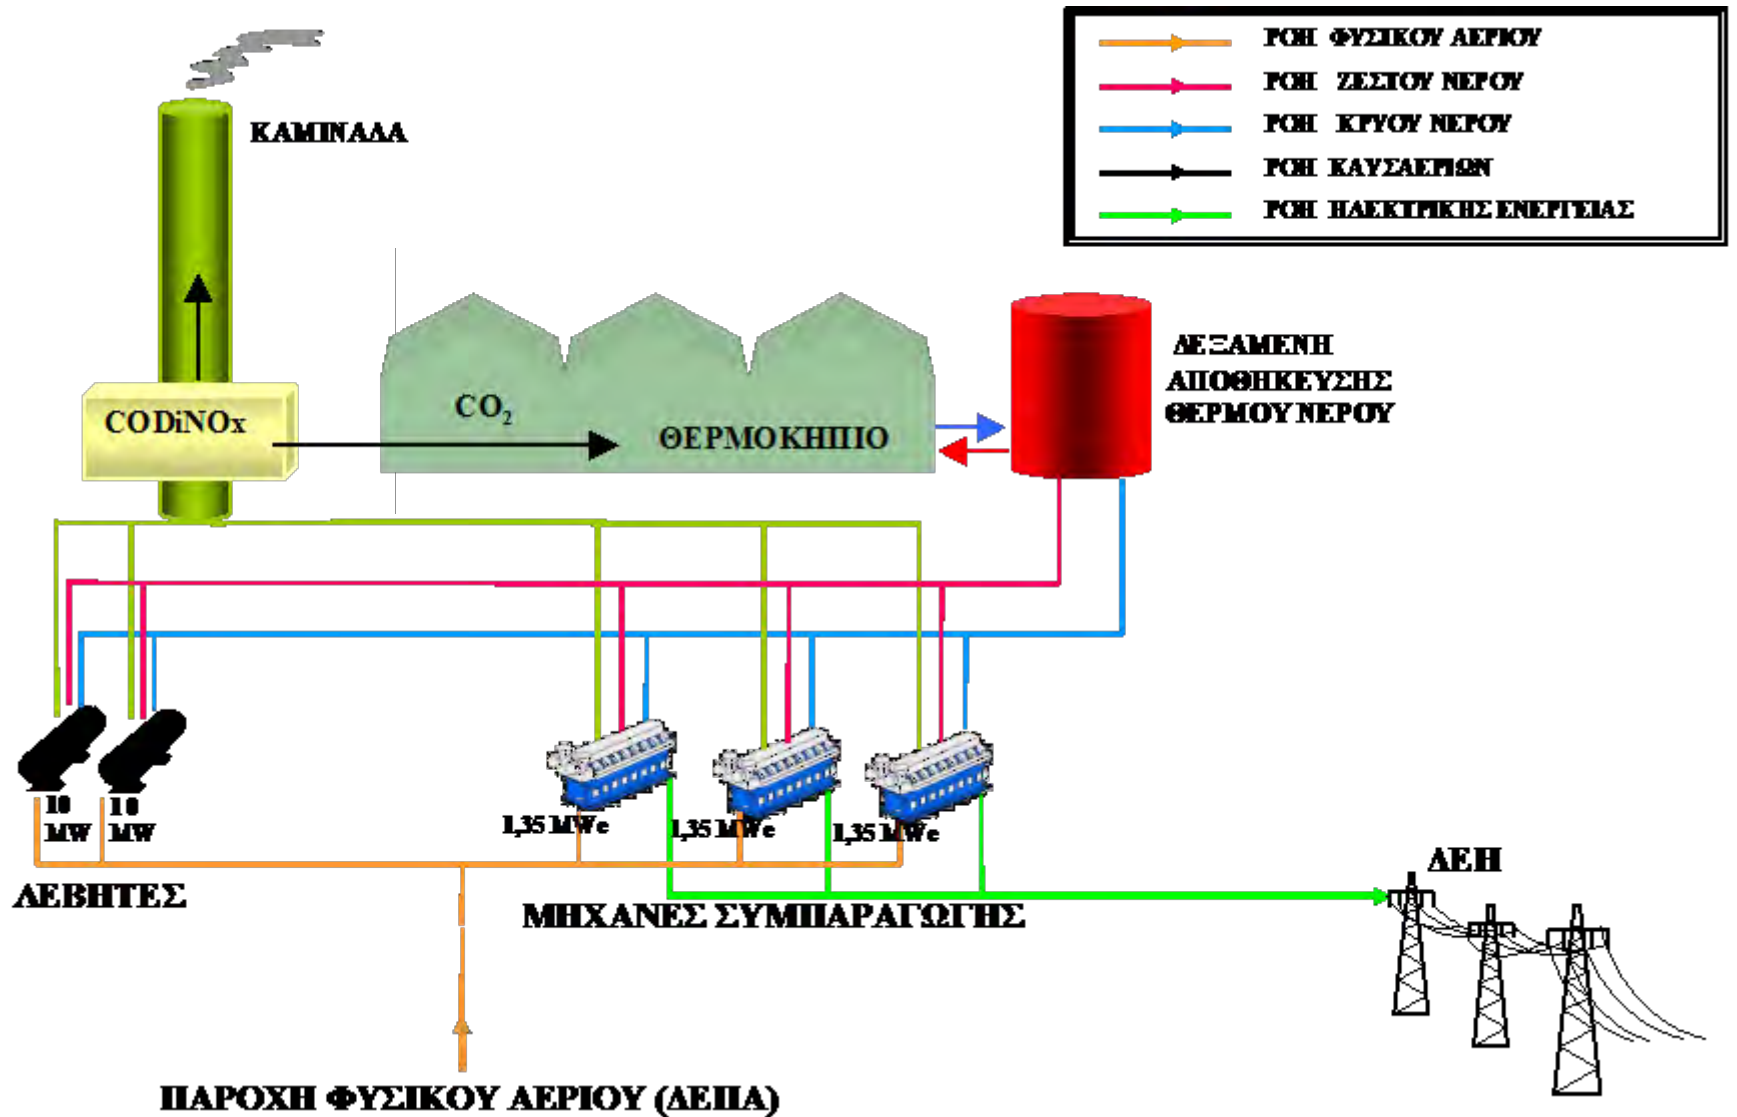 ΡΟΗ ΦΥΣΙΚΟΥ ΑΕΡΙΟΥ
ΡΟΗ ΖΕΣΤΟΥ ΝΕΡΟΥ
ΡΟΗ ΚΡΥΟΥ ΝΕΡΟΥ
ΡΟΗ ΚΑΥΣΑΕΡΙΩΝ
ΡΟΗ ΗΛΕΚΤΡΙΚΗΣ ΕΝΕΡΓΕΙΑΣ
ΚΑΜΙΝΑΔΑ
CODiNOx
CO₂
ΘΕΡΜΟΚΗΠΙΟ
ΔΕΞΑΜΕΝΗ
ΑΠΟΘΗΚΕΥΣΗΣ
ΘΕΡΜΟΥ ΝΕΡΟΥ
10
MW
10
MW
1,35 MWe
1,35 MWe
1,35 MWe
ΛΕΒΗΤΕΣ
ΜΗΧΑΝΕΣ ΣΥΜΠΑΡΑΓΩΓΗΣ
ΔΕΗ
ΠΑΡΟΧΗ ΦΥΣΙΚΟΥ ΑΕΡΙΟΥ (ΔΕΠΑ)